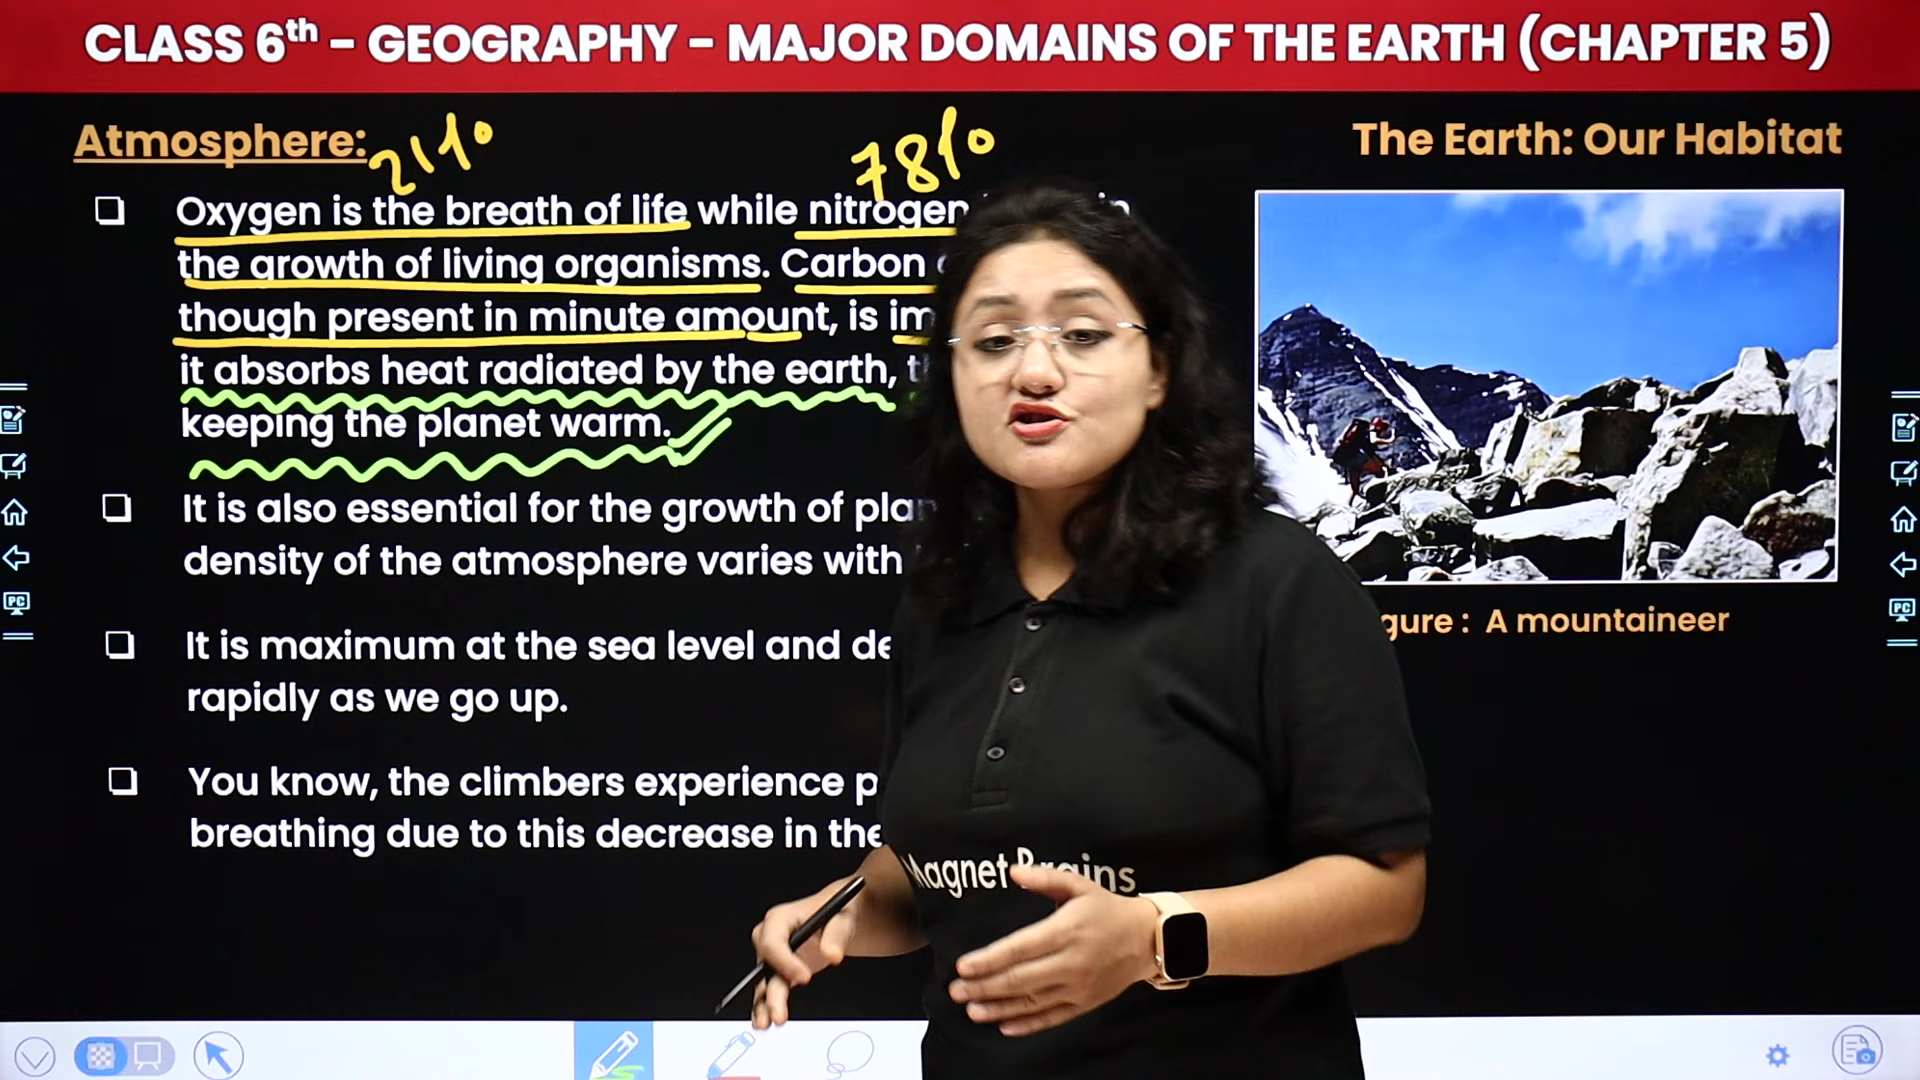 CLASS 6th - GEOGRAPHY - MAJOR DOMAINS OF THE EARTH (CHAPTER 5)
Atmosphere:
21%
78%
The Earth: Our Habitat
Oxygen is the breath of life while nitrogen
the growth of living organisms. Carbon
though present in minute amount, is
it absorbs heat radiated by the earth,
keeping the planet warm.
It is also essential for the growth of
density of the atmosphere varies with
It is maximum at the sea level and
rapidly as we go up.
You know, the climbers experience
breathing due to this decrease in the
: A mountaineer
Magnet Brains
PC
PC